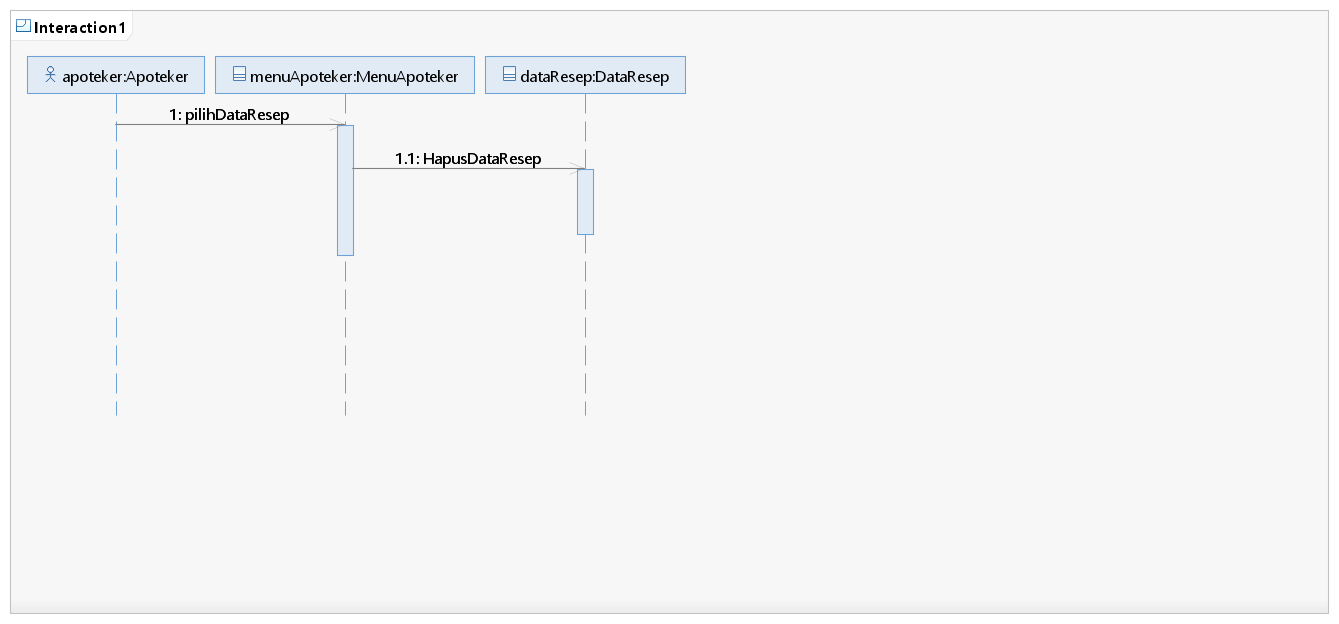 Interaction1
apoteker:Apoteker
menuApoteker:MenuApoteker
dataResep:DataResep
1: pilihDataResep
1.1: HapusDataResep